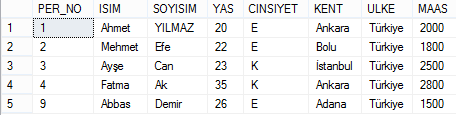 PER_NO ISIM SOYISIM YAS CINSIYET KENT ULKE MAAS
1 1 Ahmet YILMAZ 20 E Ankara Türkiye 2000
2 2 Mehmet Efe 22 E Bolu Türkiye 1800
3 3 Ayşe Can 23 K İstanbul Türkiye 2500
4 4 Fatma Ak 35 K Ankara Türkiye 2800
5 9 Abbas Demir 26 E Adana Türkiye 1500